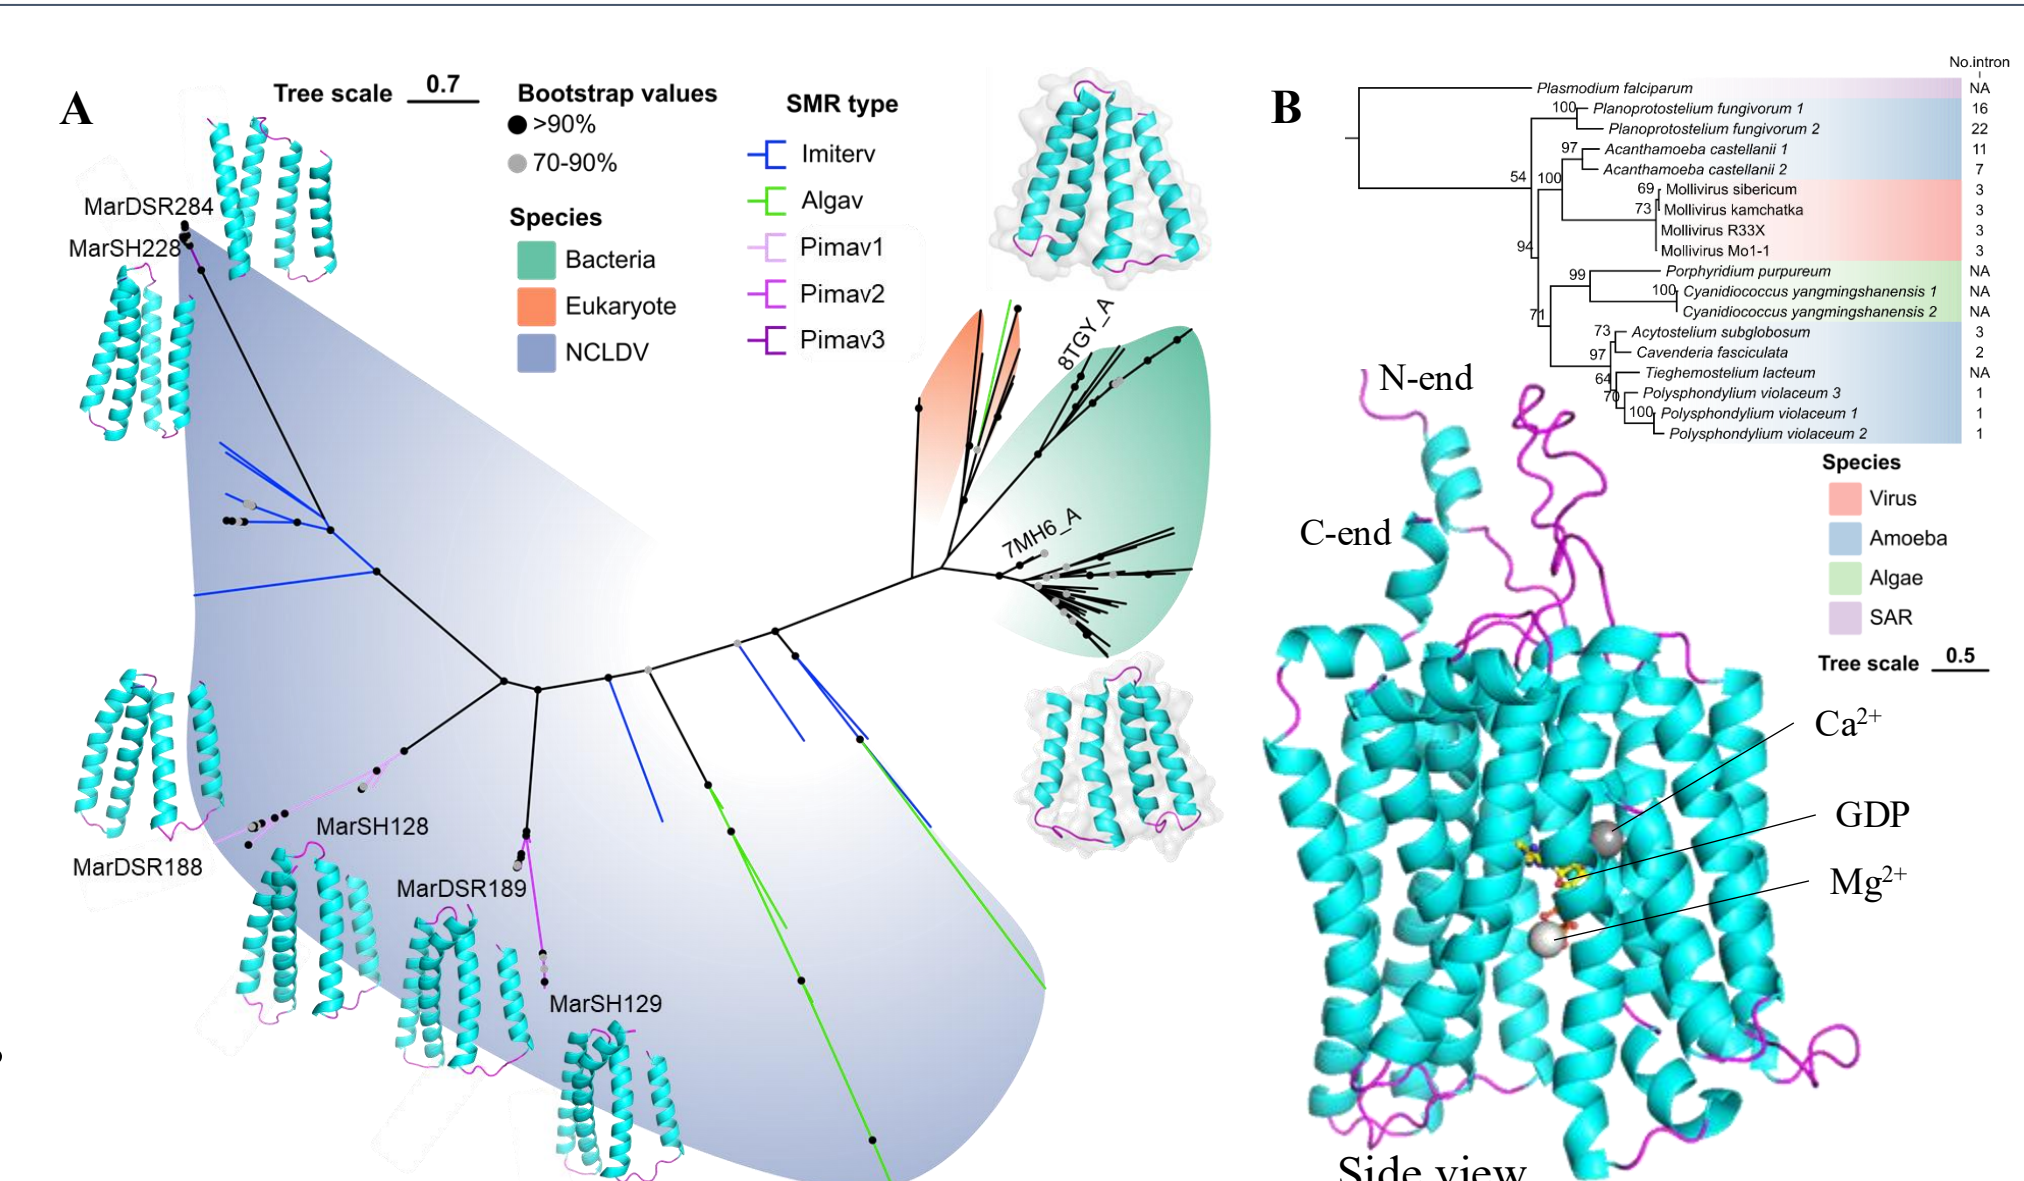 A
Tree scale 0.7
Bootstrap values
>90%
70-90%
Species
Bacteria
Eukaryote
NCLDV
SMR type
Imiterv
Algav
Pimav1
Pimav2
Pimav3
MarDSR284
MarSH228
8TGY_A
7MH6_A
MarSH128
MarDSR188
MarDSR189
MarSH129
B
No.intron
Plasmodium falciparum NA
100 Planoprotostelium fungivorum 1 16
Planoprotostelium fungivorum 2 22
97 Acanthamoeba castellanii 1 11
54 100 Acanthamoeba castellanii 2 7
69 Mollivirus sibericum 3
73 Mollivirus kamchatka 3
Mollivirus R33X 3
94 Mollivirus Mo1-1 3
99 Porphyridium purpureum NA
100 Cyanidiococcus yangmingshanensis 1 NA
71 Cyanidiococcus yangmingshanensis 2 NA
73 Acytostelium subglobosum 3
97 Cavenderia fasciculata 2
64 Tieghemostelium lacteum NA
70 Polysphondylium violaceum 3 1
100 Polysphondylium violaceum 1 1
Polysphondylium violaceum 2 1
Species
Virus
Amoeba
Algae
SAR
Tree scale 0.5
N-end
C-end
Ca²⁺
GDP
Mg²⁺
Side view